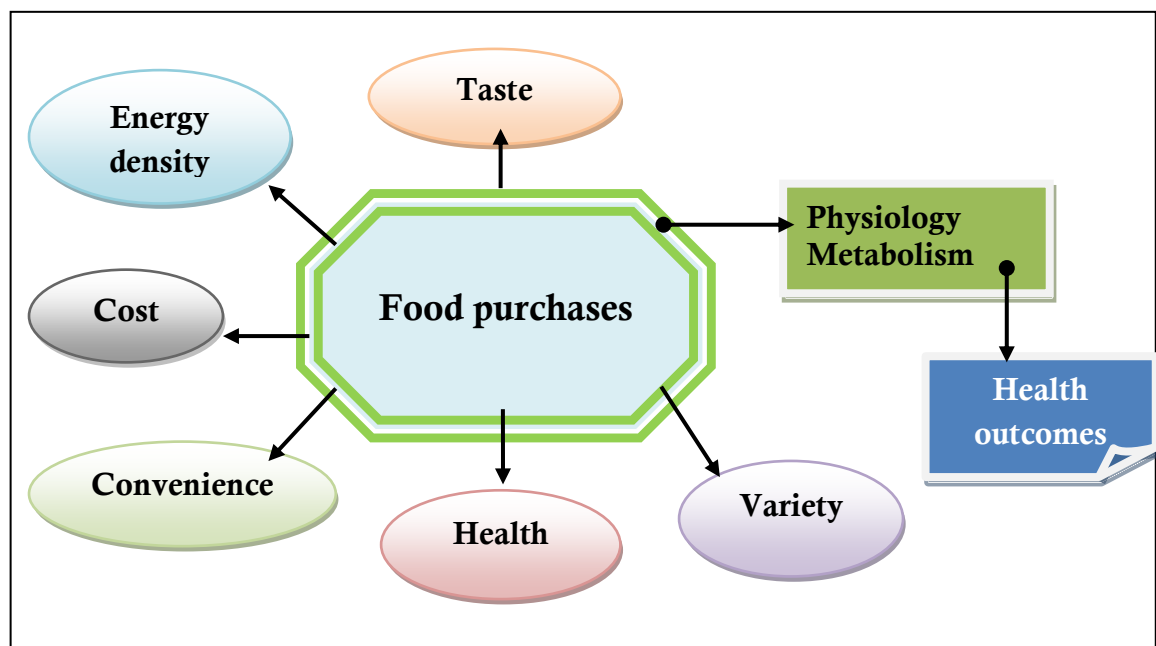 Taste
Energy
density
Physiology
Metabolism
Cost
Food purchases
Health
outcomes
Convenience
Variety
Health